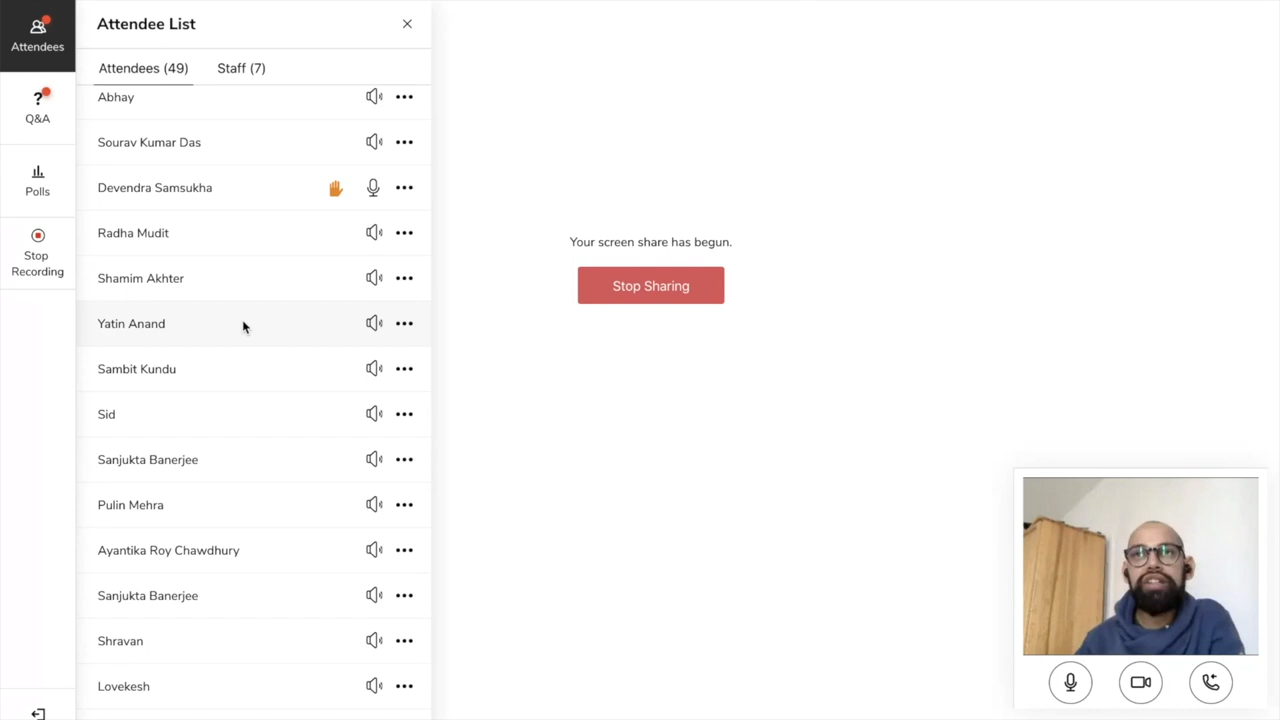 Attendees
Q&A
Polls
Stop
Recording
Attendee List
Attendees (49)
Staff (7)
Abhay
Sourav Kumar Das
Devendra Samsukha
Radha Mudit
Shamim Akhter
Yatin Anand
Sambit Kundu
Sid
Sanjukta Banerjee
Pulin Mehra
Ayantika Roy Chawdhury
Sanjukta Banerjee
Shravan
Lovekesh
Your screen share has begun.
Stop Sharing